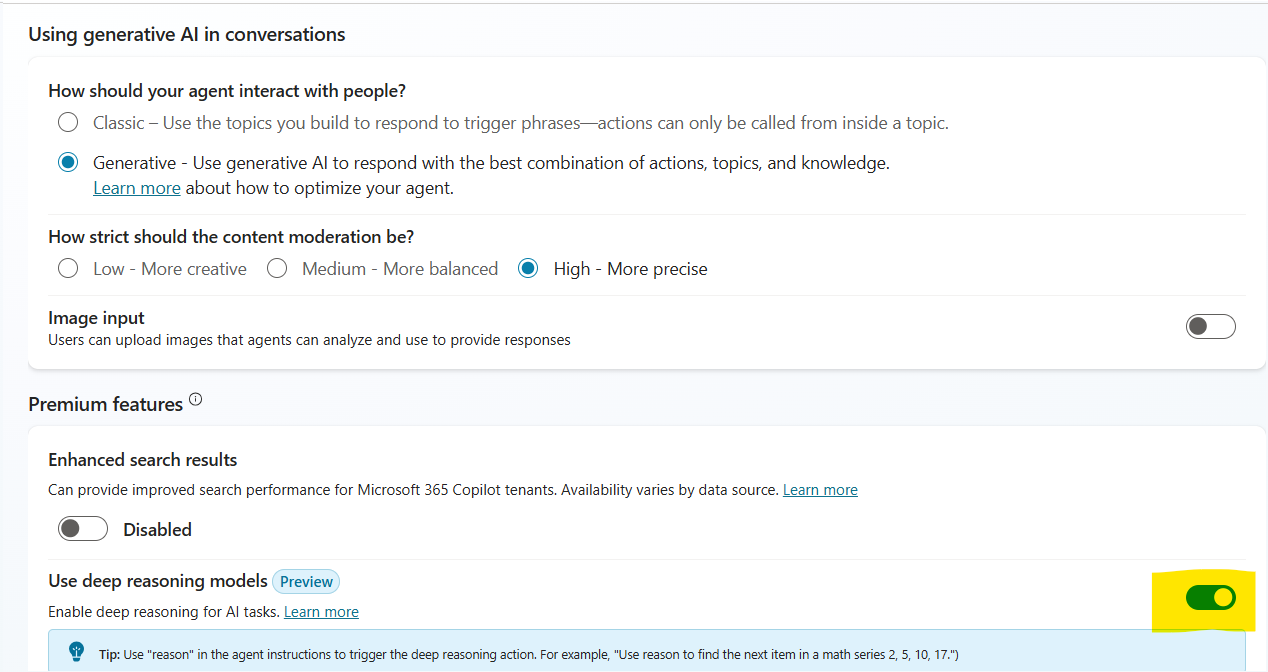 Using generative AI in conversations
How should your agent interact with people?
Classic – Use the topics you build to respond to trigger phrases—actions can only be called from inside a topic.
Generative - Use generative AI to respond with the best combination of actions, topics, and knowledge.
Learn more about how to optimize your agent.
How strict should the content moderation be?
Low - More creative Medium - More balanced High - More precise
Image input
Users can upload images that agents can analyze and use to provide responses
Premium features
Enhanced search results
Can provide improved search performance for Microsoft 365 Copilot tenants. Availability varies by data source. Learn more
Disabled
Use deep reasoning models Preview
Enable deep reasoning for AI tasks. Learn more
Tip: Use "reason" in the agent instructions to trigger the deep reasoning action. For example, "Use reason to find the next item in a math series 2, 5, 10, 17.")